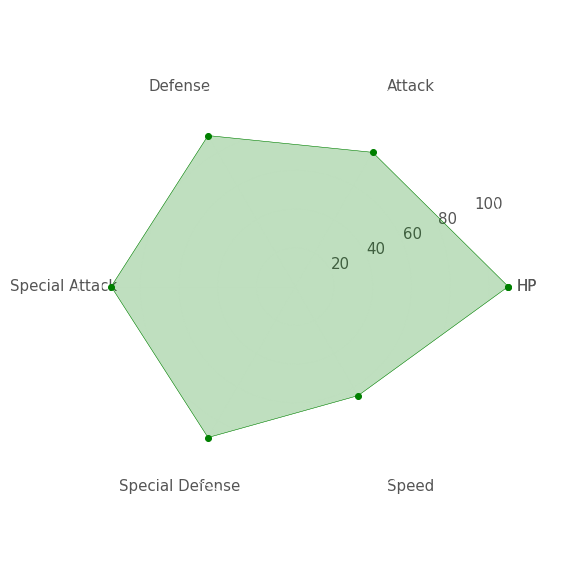 Defense
Attack
100
80
60
40
20
Special Attack
HP
Special Defense
Speed